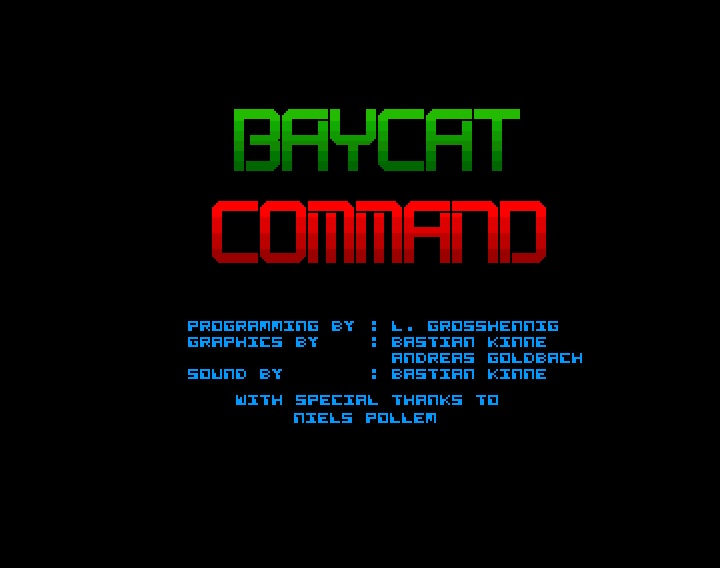 BAYCAT
COMMAND
PROGRAMMING BY : L. GROSSHENNIG
GRAPHICS BY : BASTIAN KINNE
ANDREAS GOLDBACH
SOUND BY : BASTIAN KINNE
WITH SPECIAL THANKS TO
NIELS POLLEM